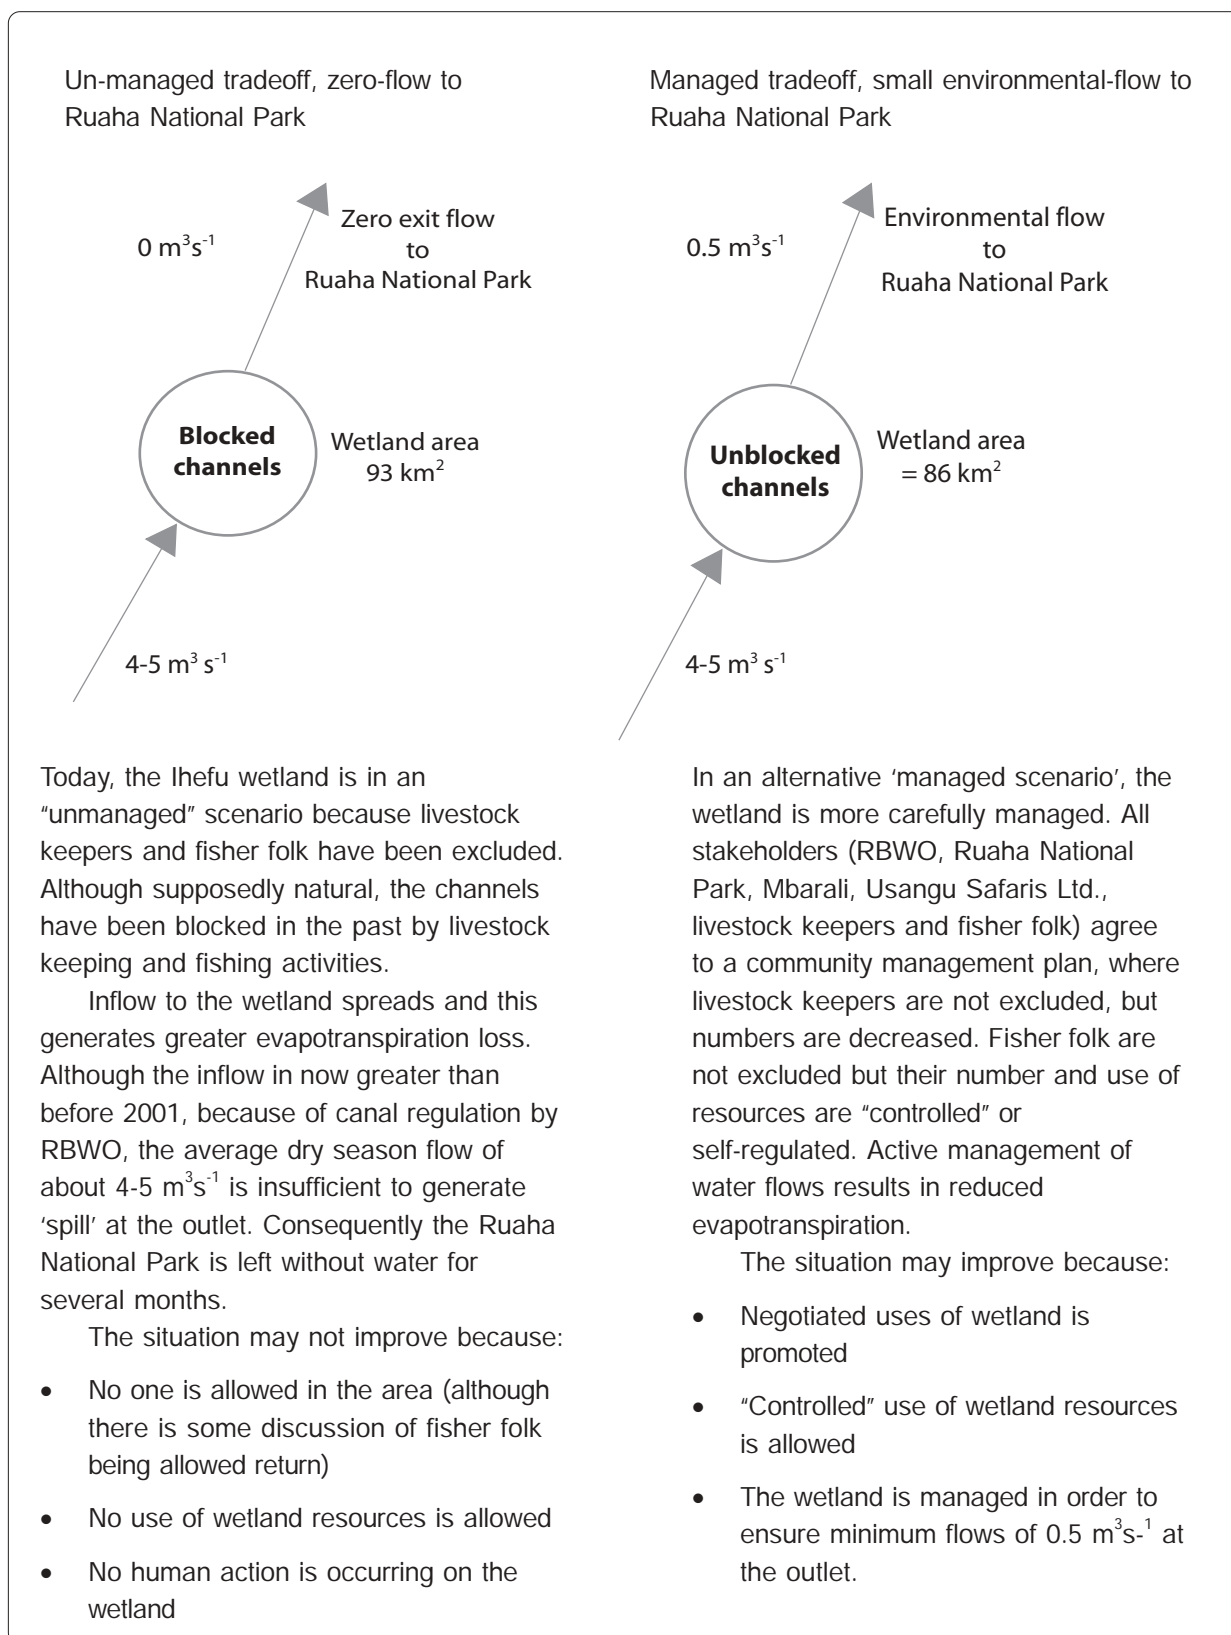 Un-managed tradeoff, zero-flow to
Ruaha National Park
0 m³s⁻¹
Zero exit flow
to
Ruaha National Park
Blocked
channels
Wetland area
93 km²
4-5 m³ s⁻¹
Managed tradeoff, small environmental-flow to
Ruaha National Park
0.5 m³s⁻¹
Environmental flow
to
Ruaha National Park
Unblocked
channels
Wetland area
= 86 km²
4-5 m³ s⁻¹
Today, the Ihefu wetland is in an
“unmanaged” scenario because livestock
keepers and fisher folk have been excluded.
Although supposedly natural, the channels
have been blocked in the past by livestock
keeping and fishing activities.
Inflow to the wetland spreads and this
generates greater evapotranspiration loss.
Although the inflow in now greater than
before 2001, because of canal regulation by
RBWO, the average dry season flow of
about 4-5 m³s⁻¹ is insufficient to generate
‘spill’ at the outlet. Consequently the Ruaha
National Park is left without water for
several months.
The situation may not improve because:
• No one is allowed in the area (although
there is some discussion of fisher folk
being allowed return)
• No use of wetland resources is allowed
• No human action is occurring on the
wetland
In an alternative ‘managed scenario’, the
wetland is more carefully managed. All
stakeholders (RBWO, Ruaha National
Park, Mbarali, Usangu Safaris Ltd.,
livestock keepers and fisher folk) agree
to a community management plan, where
livestock keepers are not excluded, but
numbers are decreased. Fisher folk are
not excluded but their number and use of
resources are “controlled” or
self-regulated. Active management of
water flows results in reduced
evapotranspiration.
The situation may improve because:
• Negotiated uses of wetland is
promoted
• “Controlled” use of wetland resources
is allowed
• The wetland is managed in order to
ensure minimum flows of 0.5 m³s-¹ at
the outlet.